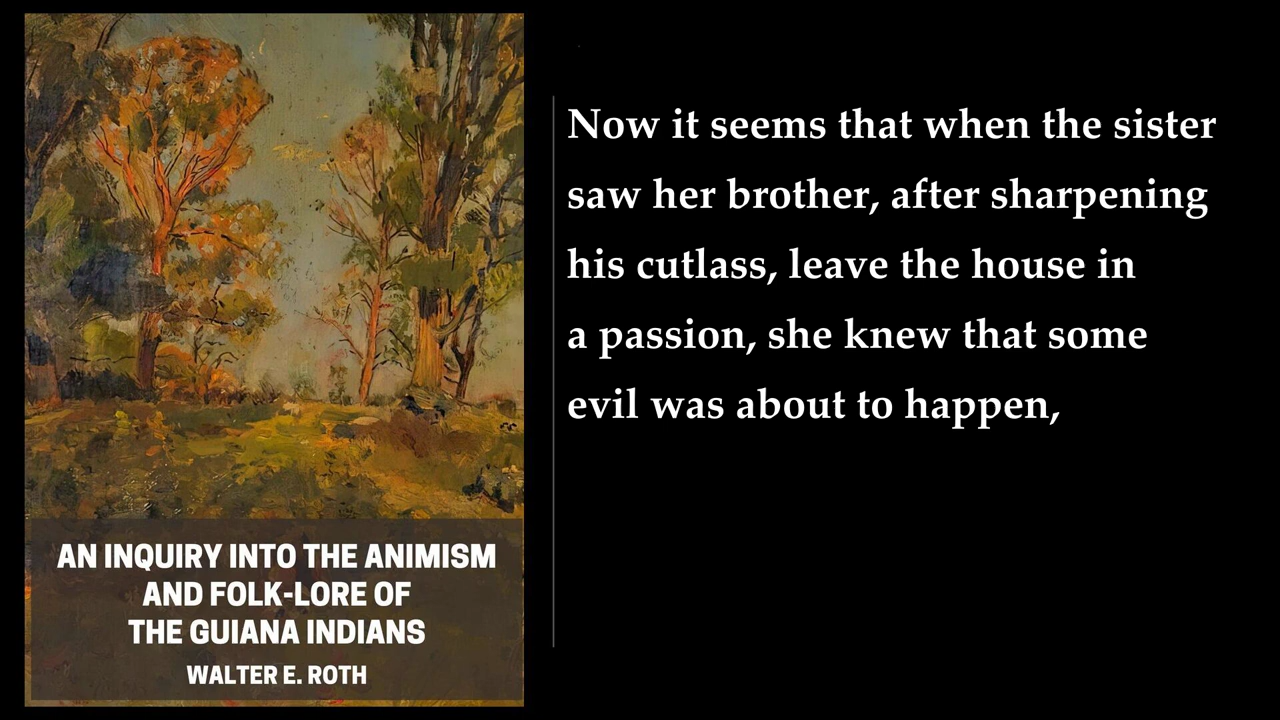 AN INQUIRY INTO THE ANIMISM
AND FOLK-LORE OF
THE GUIANA INDIANS
WALTER E. ROTH
Now it seems that when the sister
saw her brother, after sharpening
his cutlass, leave the house in
a passion, she knew that some
evil was about to happen,